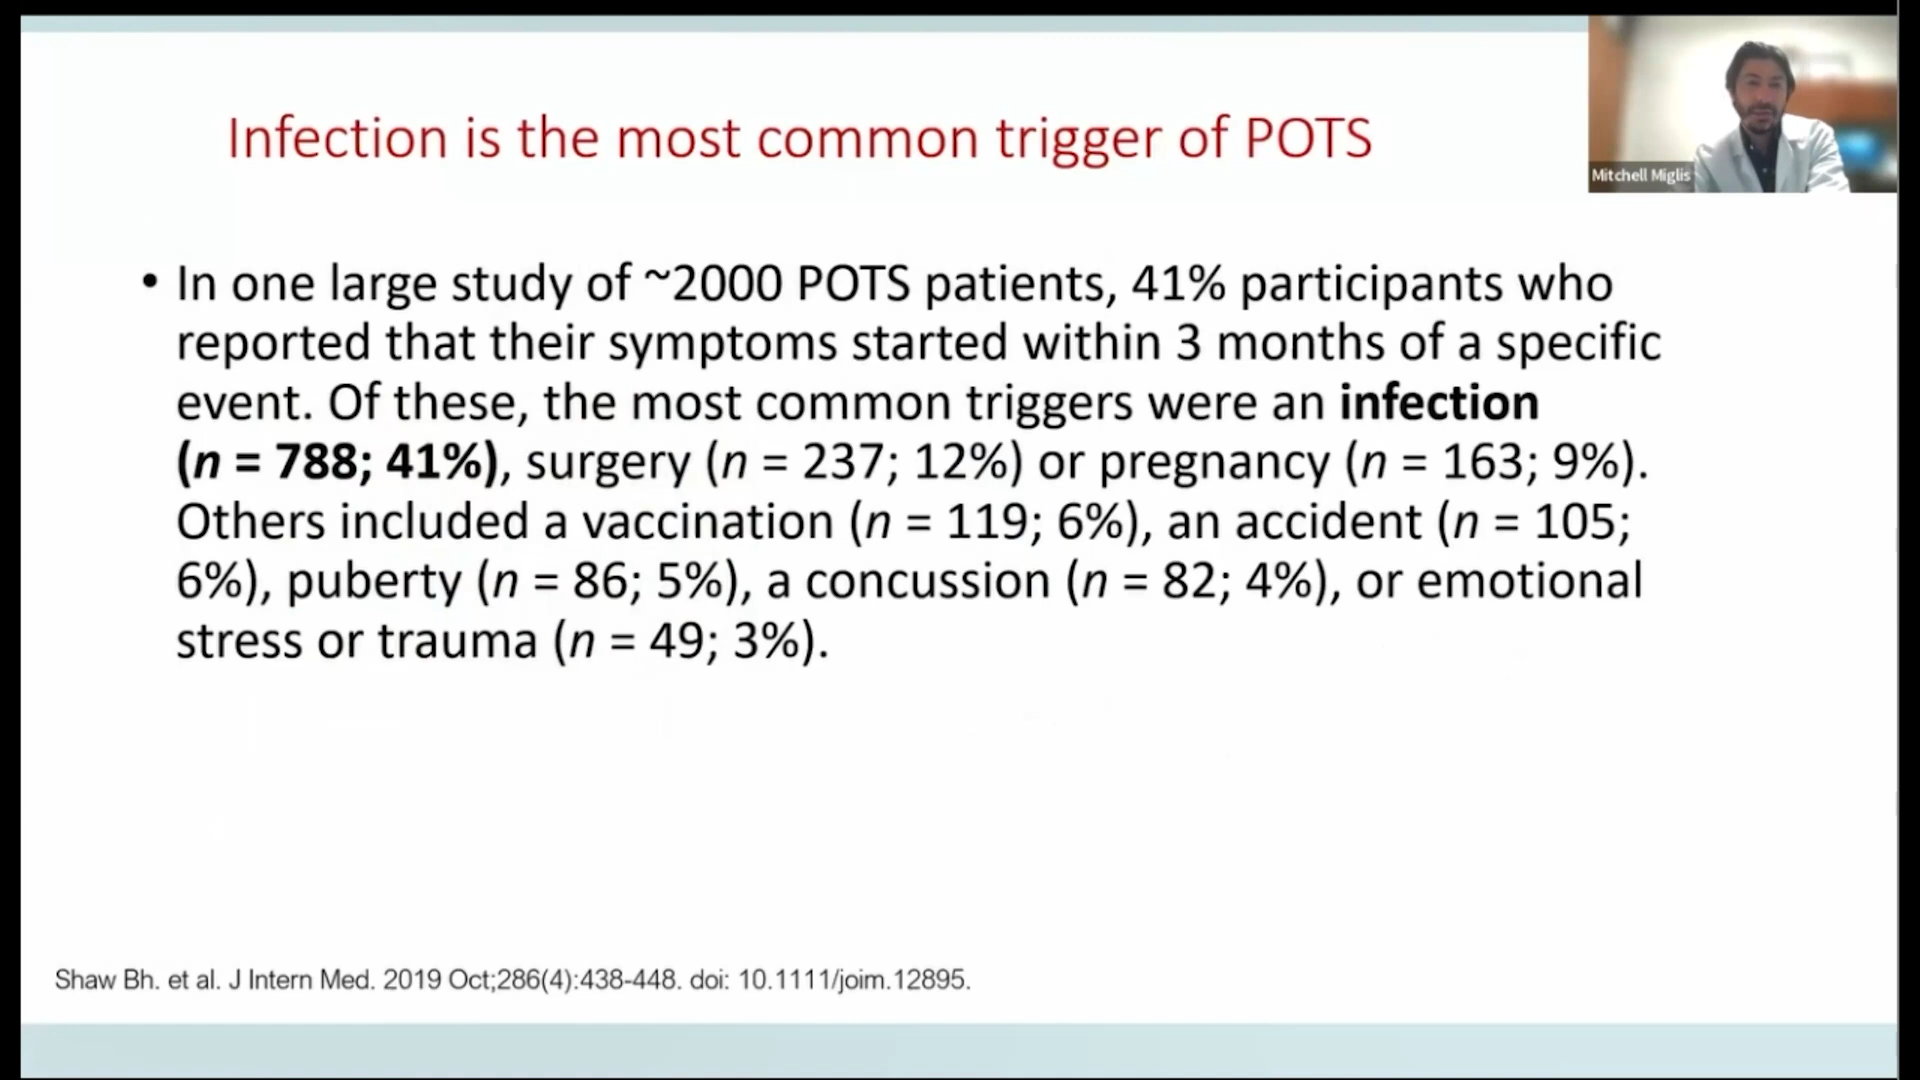 Infection is the most common trigger of POTS
Mitchell Miglis
• In one large study of ~2000 POTS patients, 41% participants who
reported that their symptoms started within 3 months of a specific
event. Of these, the most common triggers were an infection
(n = 788; 41%), surgery (n = 237; 12%) or pregnancy (n = 163; 9%).
Others included a vaccination (n = 119; 6%), an accident (n = 105;
6%), puberty (n = 86; 5%), a concussion (n = 82; 4%), or emotional
stress or trauma (n = 49; 3%).
Shaw Bh. et al. J Intern Med. 2019 Oct;286(4):438-448. doi: 10.1111/joim.12895.